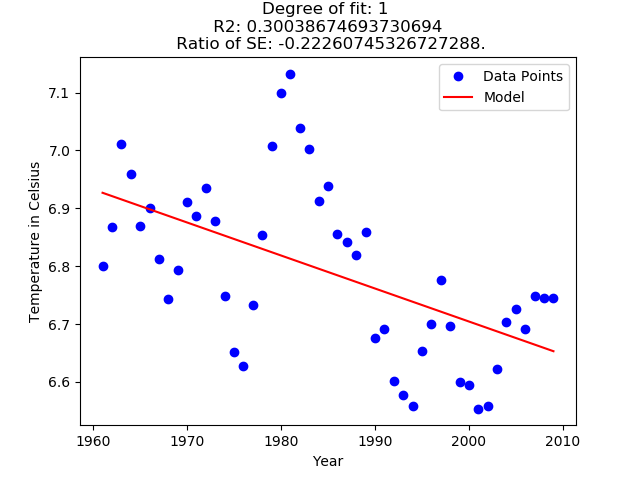 Degree of fit: 1
R2: 0.30038674693730694
Ratio of SE: -0.22260745326727288.
Data Points
Model
7.1
7.0
6.9
6.8
6.7
6.6
Temperature in Celsius
1960 1970 1980 1990 2000 2010
Year